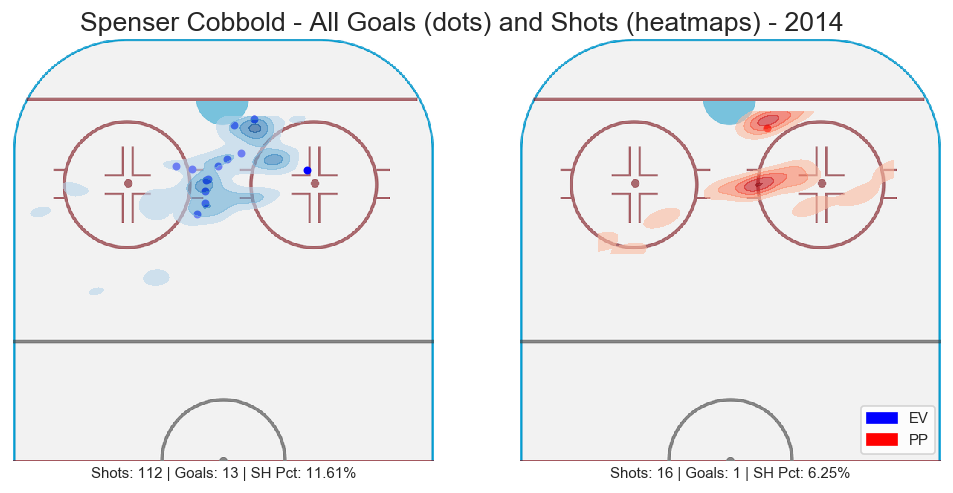 Spenser Cobbold - All Goals (dots) and Shots (heatmaps) - 2014
EV
PP
Shots: 112 | Goals: 13 | SH Pct: 11.61%
Shots: 16 | Goals: 1 | SH Pct: 6.25%